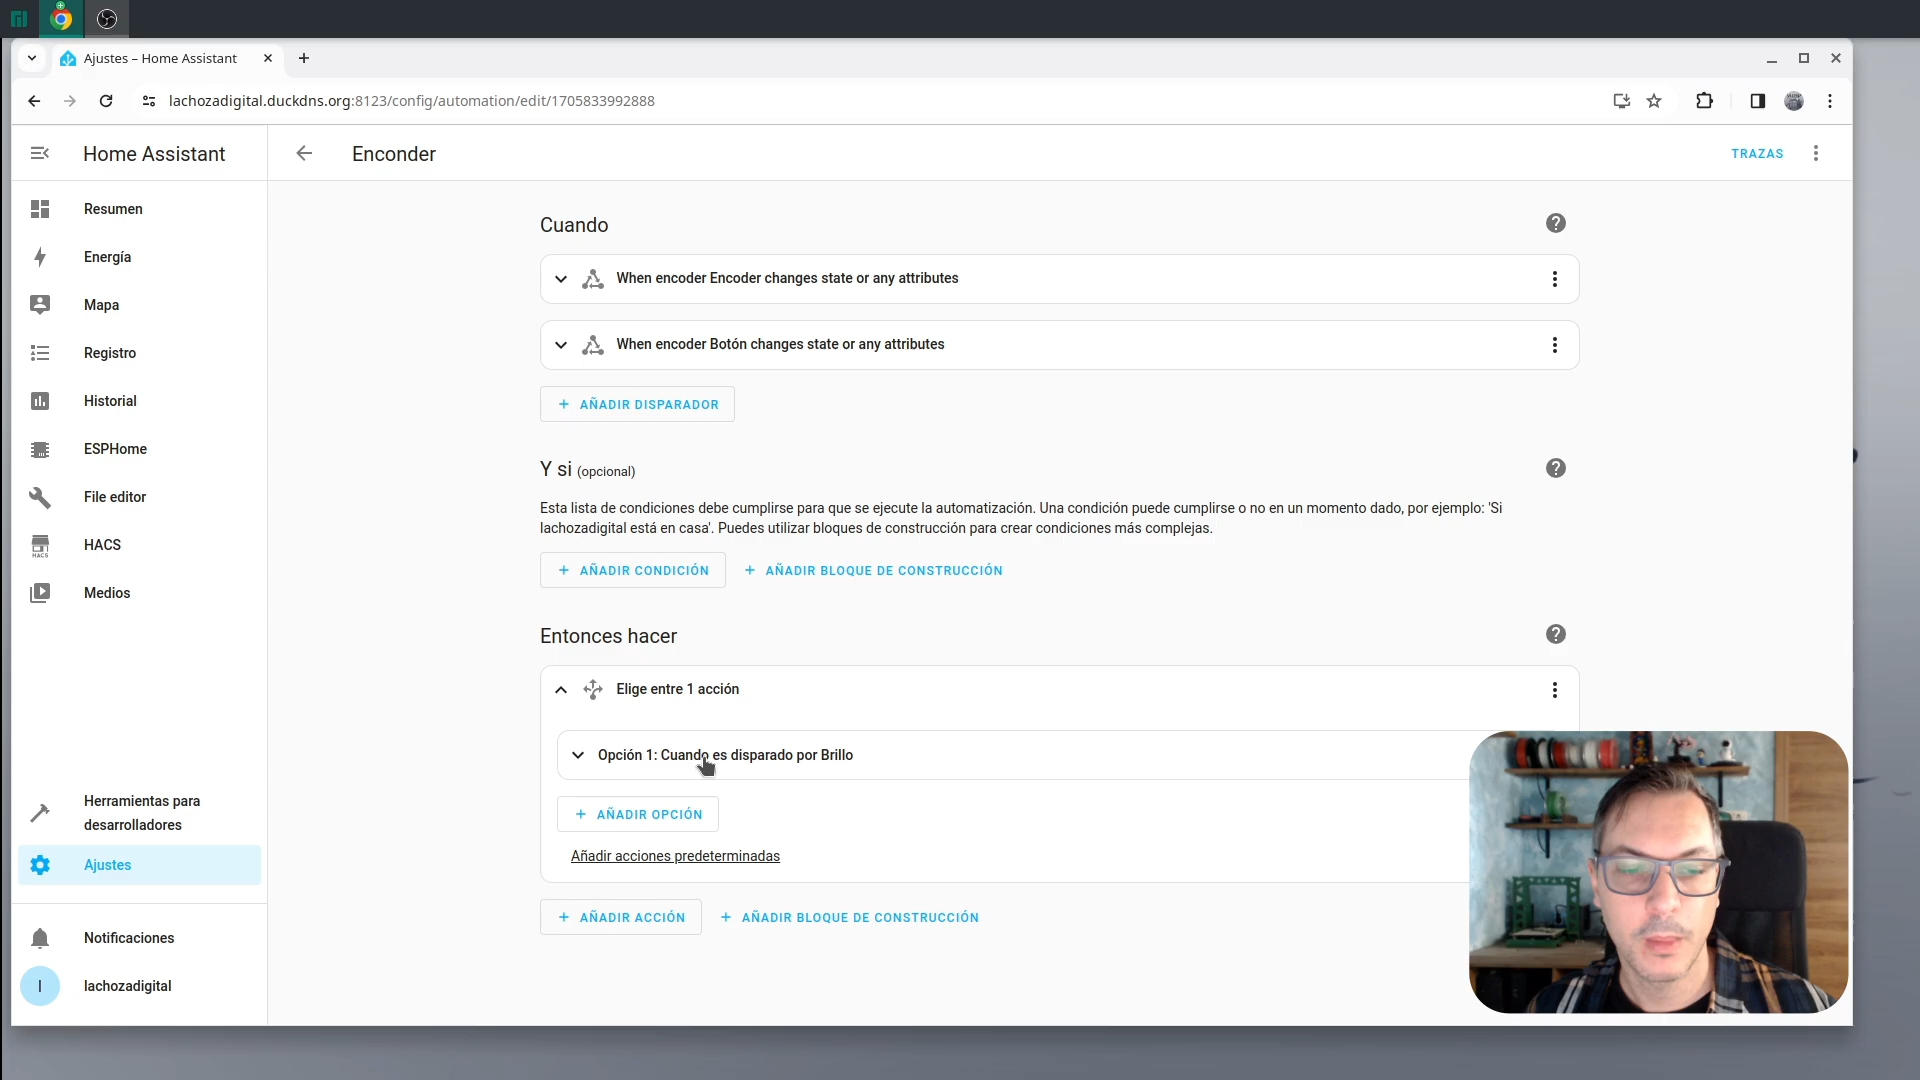 Ajustes – Home Assistant
lachozadigital.duckdns.org:8123/config/automation/edit/1705833992888
Home Assistant
Enconder
TRAZAS
Resumen
Energía
Mapa
Registro
Historial
ESPHome
File editor
HACS
HACS
Medios
Herramientas para
desarrolladores
Ajustes
Notificaciones
l
lachozadigital
Cuando
When encoder Encoder changes state or any attributes
When encoder Botón changes state or any attributes
+ AÑADIR DISPARADOR
Y si (opcional)
Esta lista de condiciones debe cumplirse para que se ejecute la automatización. Una condición puede cumplirse o no en un momento dado, por ejemplo: 'Si
lachozadigital está en casa'. Puedes utilizar bloques de construcción para crear condiciones más complejas.
+ AÑADIR CONDICIÓN + AÑADIR BLOQUE DE CONSTRUCCIÓN
Entonces hacer
Elige entre 1 acción
Opción 1: Cuando es disparado por Brillo
+ AÑADIR OPCIÓN
Añadir acciones predeterminadas
+ AÑADIR ACCIÓN + AÑADIR BLOQUE DE CONSTRUCCIÓN